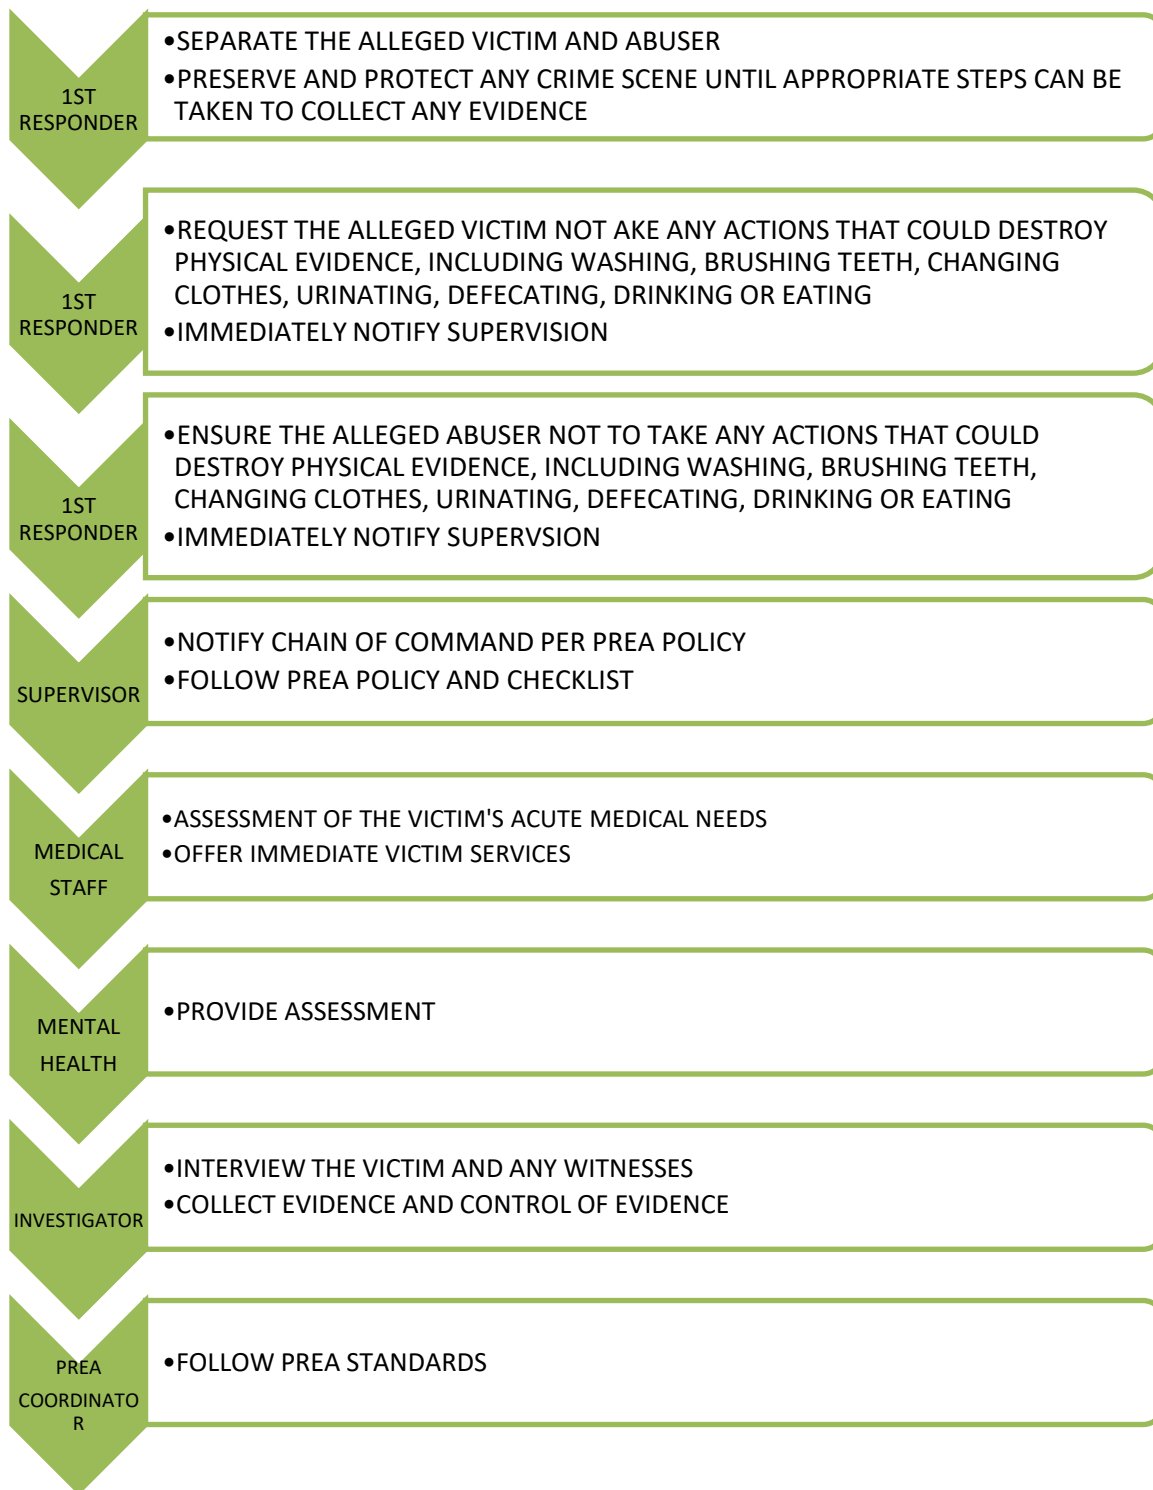 1ST
RESPONDER
•SEPARATE THE ALLEGED VICTIM AND ABUSER
•PRESERVE AND PROTECT ANY CRIME SCENE UNTIL APPROPRIATE STEPS CAN BE
TAKEN TO COLLECT ANY EVIDENCE
1ST
RESPONDER
•REQUEST THE ALLEGED VICTIM NOT AKE ANY ACTIONS THAT COULD DESTROY
PHYSICAL EVIDENCE, INCLUDING WASHING, BRUSHING TEETH, CHANGING
CLOTHES, URINATING, DEFECATING, DRINKING OR EATING
•IMMEDIATELY NOTIFY SUPERVISION
1ST
RESPONDER
•ENSURE THE ALLEGED ABUSER NOT TO TAKE ANY ACTIONS THAT COULD
DESTROY PHYSICAL EVIDENCE, INCLUDING WASHING, BRUSHING TEETH,
CHANGING CLOTHES, URINATING, DEFECATING, DRINKING OR EATING
•IMMEDIATELY NOTIFY SUPERVSION
SUPERVISOR
•NOTIFY CHAIN OF COMMAND PER PREA POLICY
•FOLLOW PREA POLICY AND CHECKLIST
MEDICAL
STAFF
•ASSESSMENT OF THE VICTIM'S ACUTE MEDICAL NEEDS
•OFFER IMMEDIATE VICTIM SERVICES
MENTAL
HEALTH
•PROVIDE ASSESSMENT
INVESTIGATOR
•INTERVIEW THE VICTIM AND ANY WITNESSES
•COLLECT EVIDENCE AND CONTROL OF EVIDENCE
PREA
COORDINATO
R
•FOLLOW PREA STANDARDS